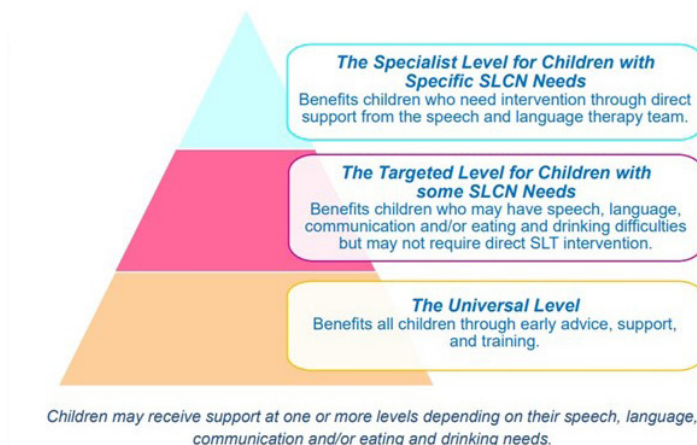 The Specialist Level for Children with
Specific SLCN Needs
Benefits children who need intervention through direct
support from the speech and language therapy team.
The Targeted Level for Children with
some SLCN Needs
Benefits children who may have speech, language,
communication and/or eating and drinking difficulties
but may not require direct SLT intervention.
The Universal Level
Benefits all children through early advice, support,
and training.
Children may receive support at one or more levels depending on their speech, language,
communication and/or eating and drinking needs.